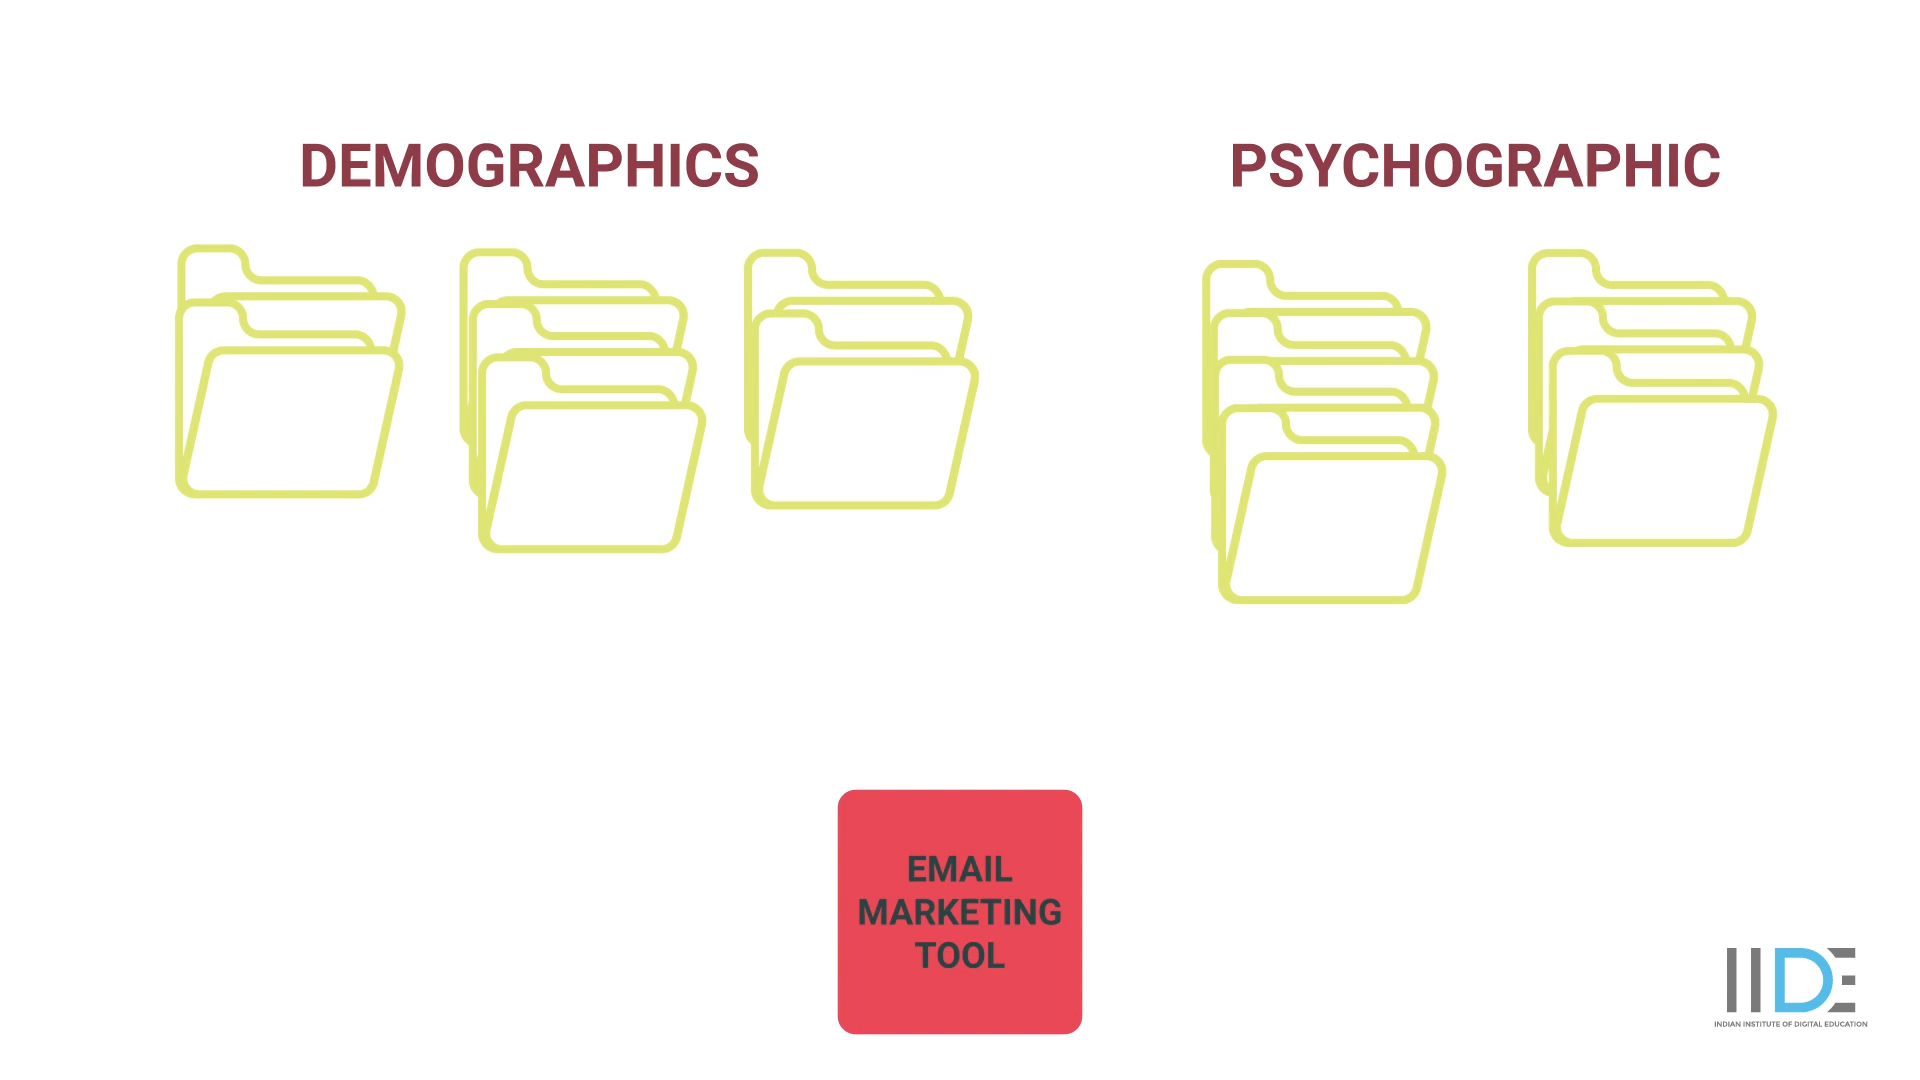 DEMOGRAPHICS
PSYCHOGRAPHIC
EMAIL
MARKETING
TOOL
IIDE
INDIAN INSTITUTE OF DIGITAL EDUCATION